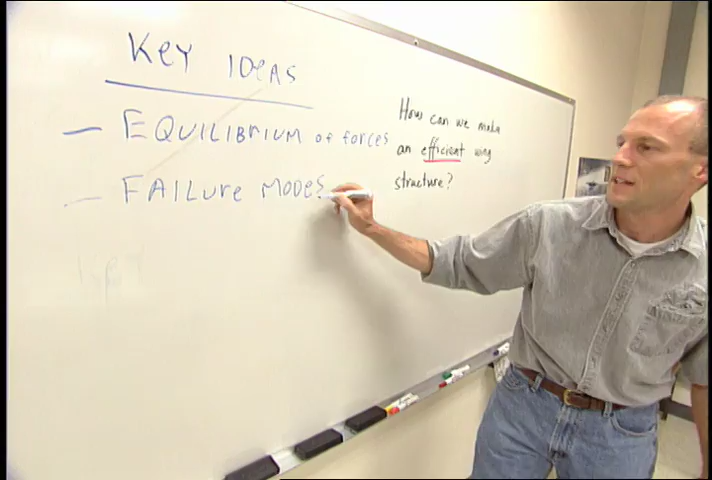 Key IDeAS
— EQUILIBRIUM of forces
— FAILure MODeS
How can we make
an efficient wing
structure?